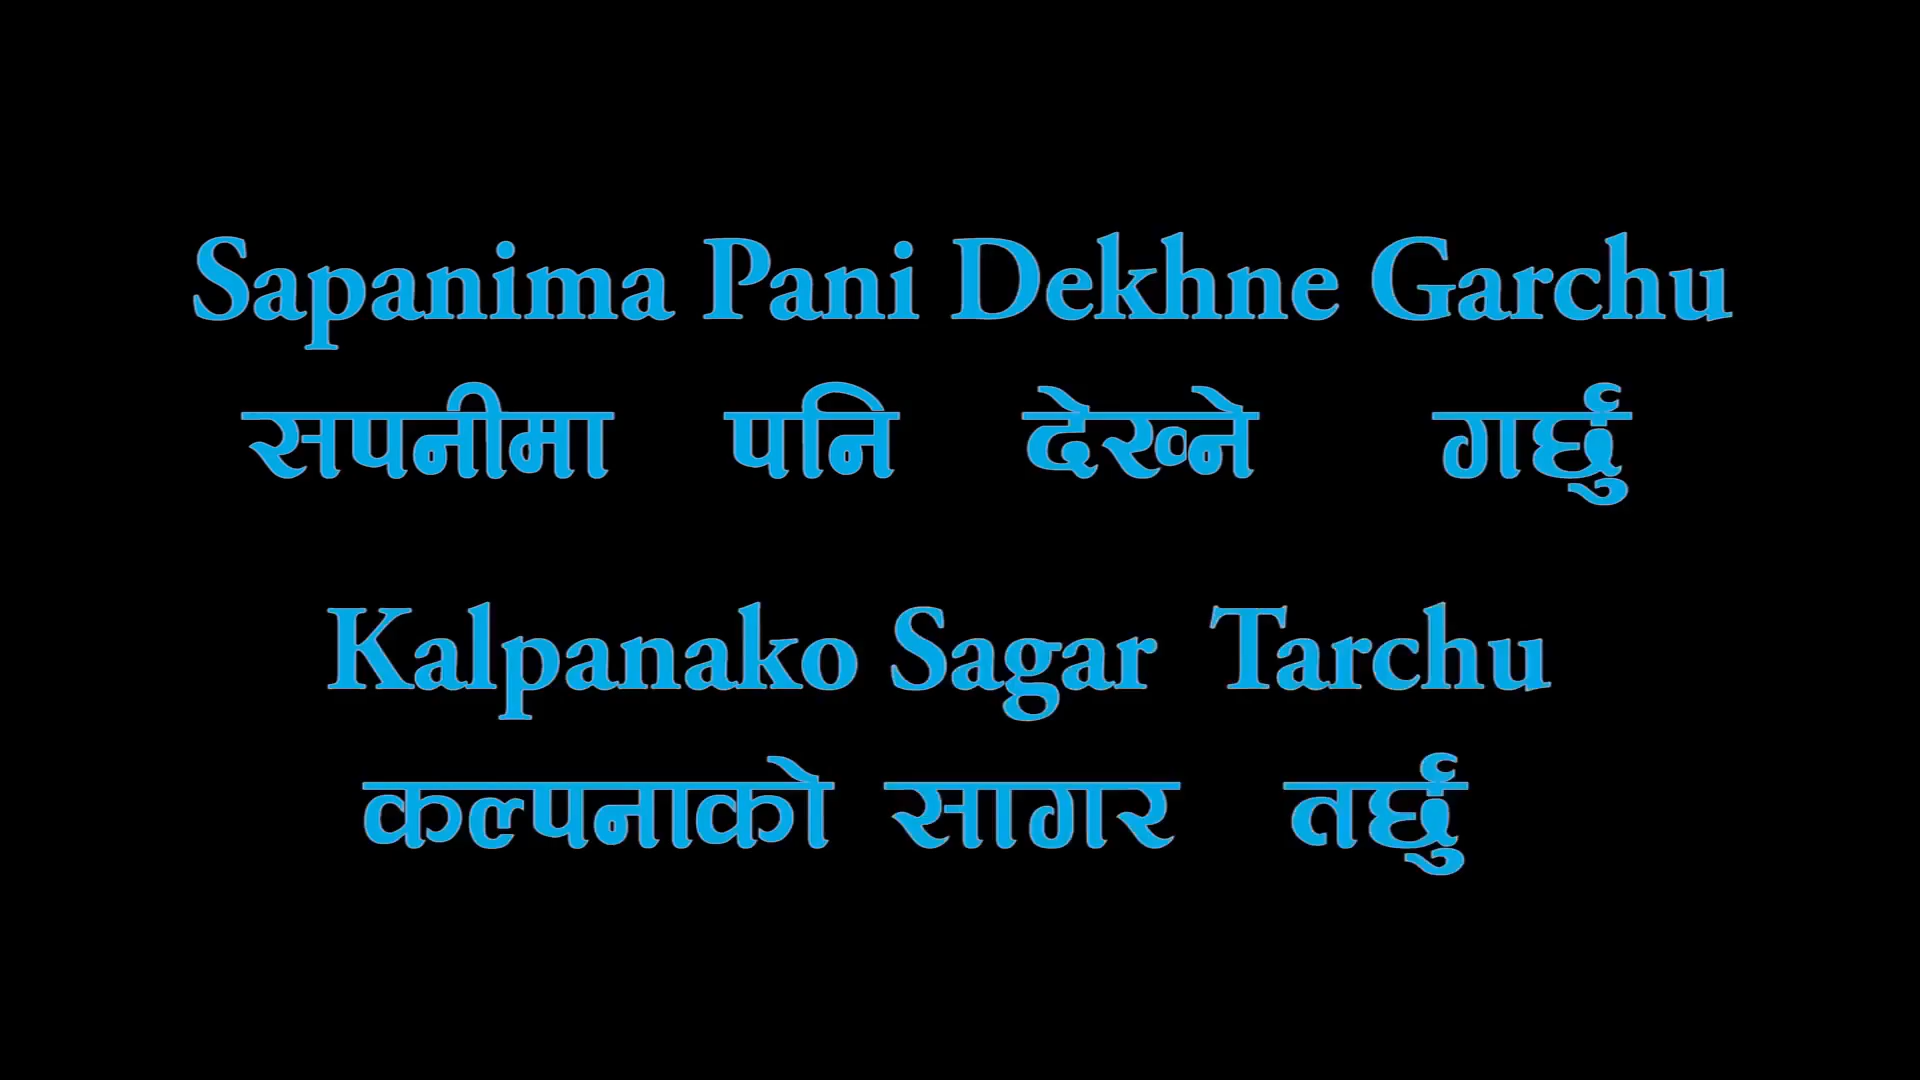 Sapanima Pani Dekhne Garchu
सपनीमा पनि देख्ने गर्छुं
Kalpanako Sagar Tarchu
कल्पनाको सागर तर्छुं